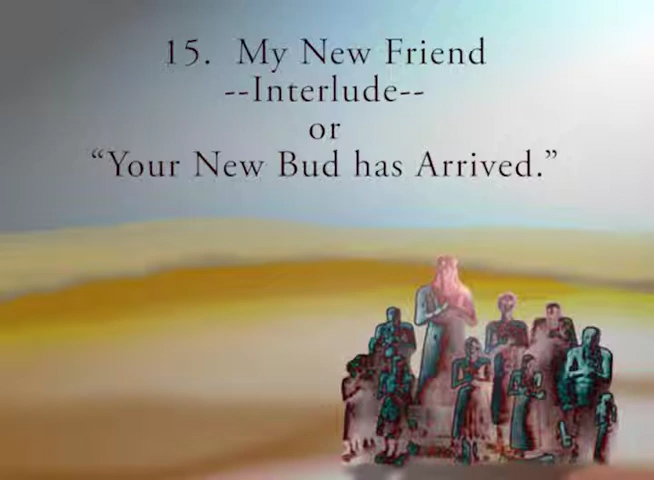 15.  My New Friend
--Interlude--
or
“Your New Bud has Arrived.”